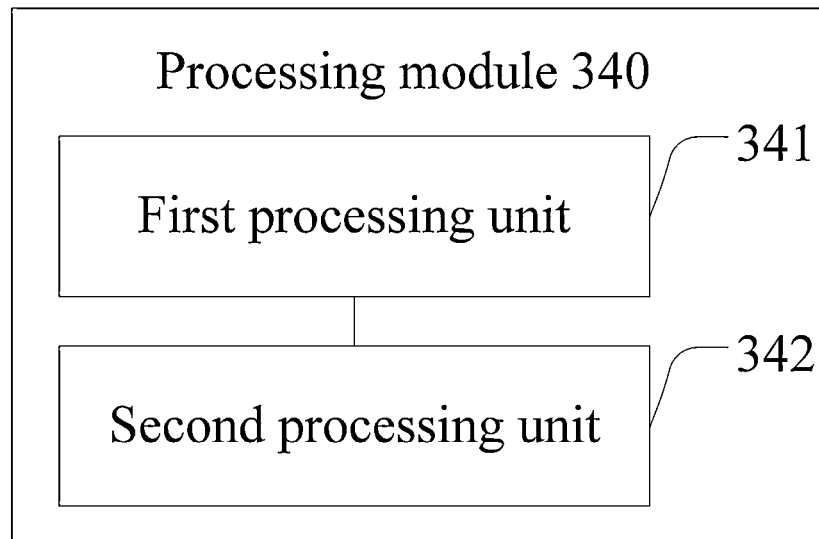 Processing module 340
341
First processing unit
342
Second processing unit